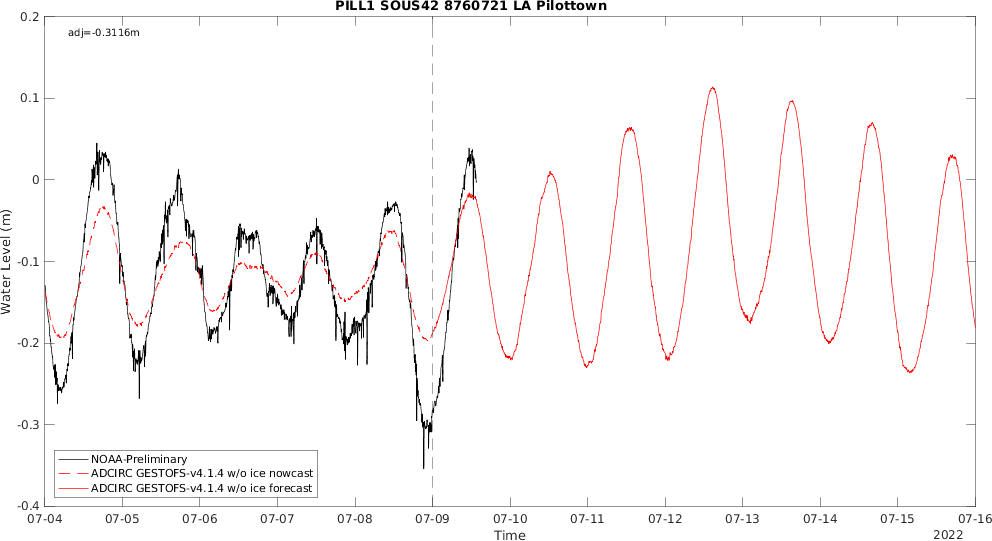 PILL1 SOUS42 8760721 LA Pilottown
adj=-0.3116m
0.2
0.1
0
-0.1
-0.2
-0.3
-0.4
Water Level (m)
NOAA-Preliminary
ADCIRC GESTOFS-v4.1.4 w/o ice nowcast
ADCIRC GESTOFS-v4.1.4 w/o ice forecast
07-04 07-05 07-06 07-07 07-08 07-09 07-10 07-11 07-12 07-13 07-14 07-15 07-16
Time
2022